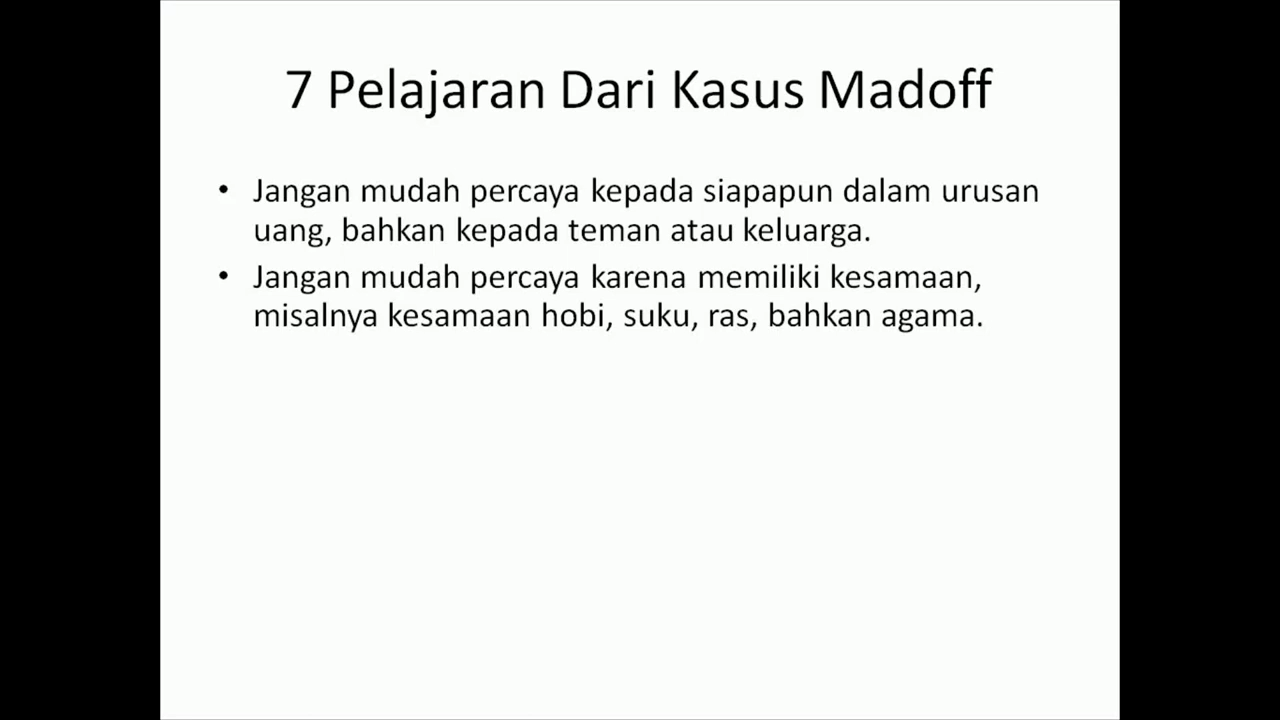 7 Pelajaran Dari Kasus Madoff
• Jangan mudah percaya kepada siapapun dalam urusan
uang, bahkan kepada teman atau keluarga.
• Jangan mudah percaya karena memiliki kesamaan,
misalnya kesamaan hobi, suku, ras, bahkan agama.